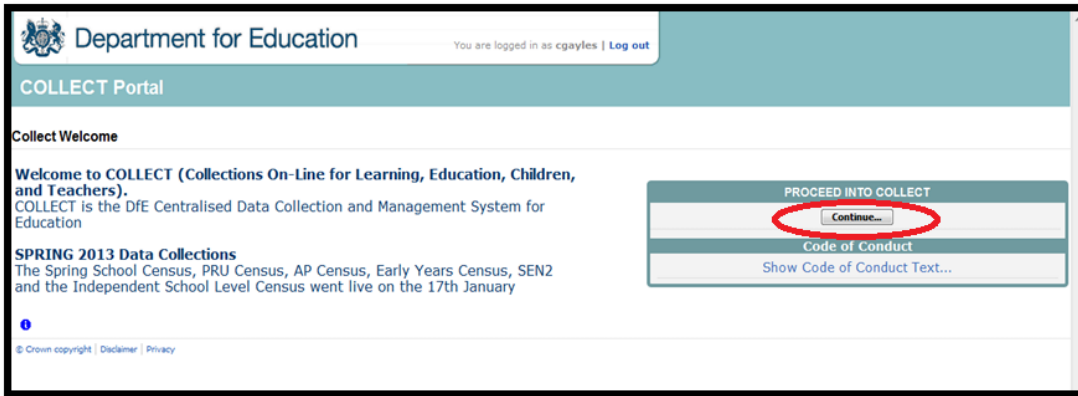 Department for Education
You are logged in as cgayles | Log out
COLLECT Portal
Collect Welcome
Welcome to COLLECT (Collections On-Line for Learning, Education, Children,
and Teachers).
COLLECT is the DfE Centralised Data Collection and Management System for
Education
SPRING 2013 Data Collections
The Spring School Census, PRU Census, AP Census, Early Years Census, SEN2
and the Independent School Level Census went live on the 17th January
PROCEED INTO COLLECT
Continue...
Code of Conduct
Show Code of Conduct Text...
© Crown copyright | Disclaimer | Privacy